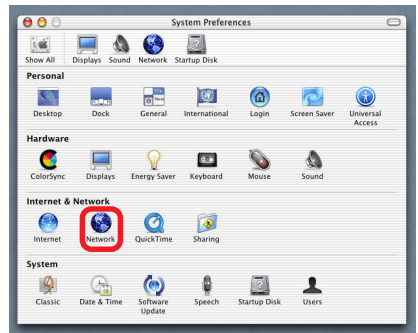 System Preferences
Show All Displays Sound Network Startup Disk
Personal
Desktop Dock General International Login Screen Saver Universal Access
Hardware
ColorSync Displays Energy Saver Keyboard Mouse Sound
Internet & Network
Internet Network QuickTime Sharing
System
Classic Date & Time Software Update Speech Startup Disk Users